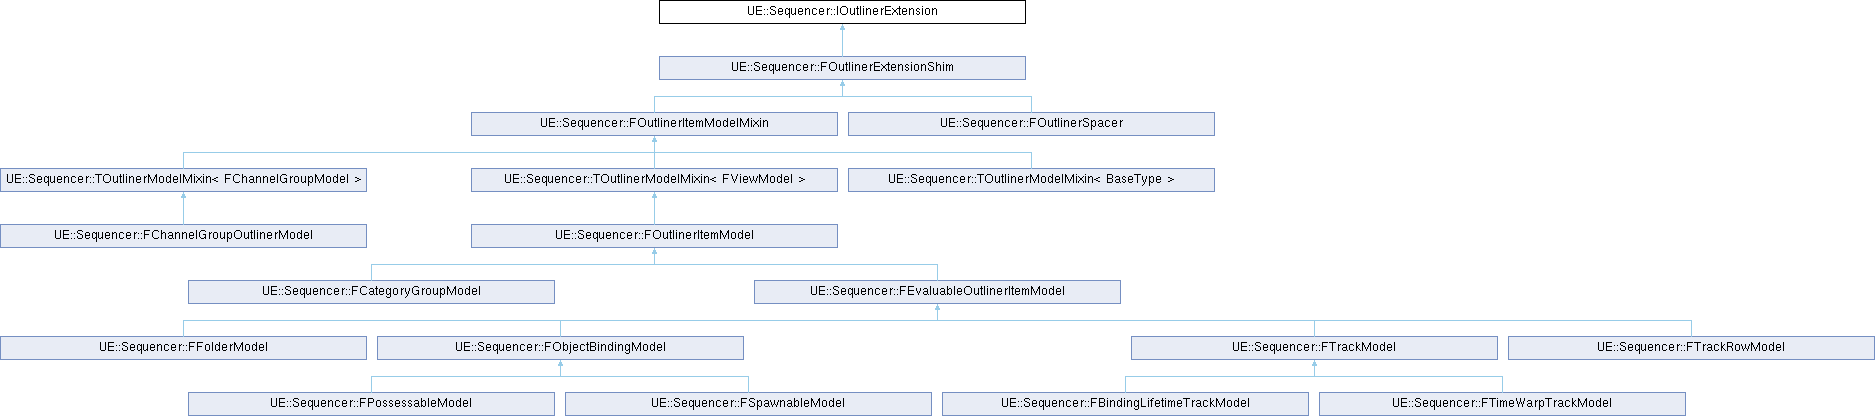 UE::Sequencer::IOutlinerExtension
UE::Sequencer::FOutlinerExtensionShim
UE::Sequencer::FOutlinerItemModelMixin
UE::Sequencer::FOutlinerSpacer
UE::Sequencer::TOutlinerModelMixin< FChannelGroupModel >
UE::Sequencer::TOutlinerModelMixin< FViewModel >
UE::Sequencer::TOutlinerModelMixin< BaseType >
UE::Sequencer::FChannelGroupOutlinerModel
UE::Sequencer::FOutlinerItemModel
UE::Sequencer::FCategoryGroupModel
UE::Sequencer::FEvaluableOutlinerItemModel
UE::Sequencer::FFolderModel
UE::Sequencer::FObjectBindingModel
UE::Sequencer::FTrackModel
UE::Sequencer::FTrackRowModel
UE::Sequencer::FPossessableModel
UE::Sequencer::FSpawnableModel
UE::Sequencer::FBindingLifetimeTrackModel
UE::Sequencer::FTimeWarpTrackModel